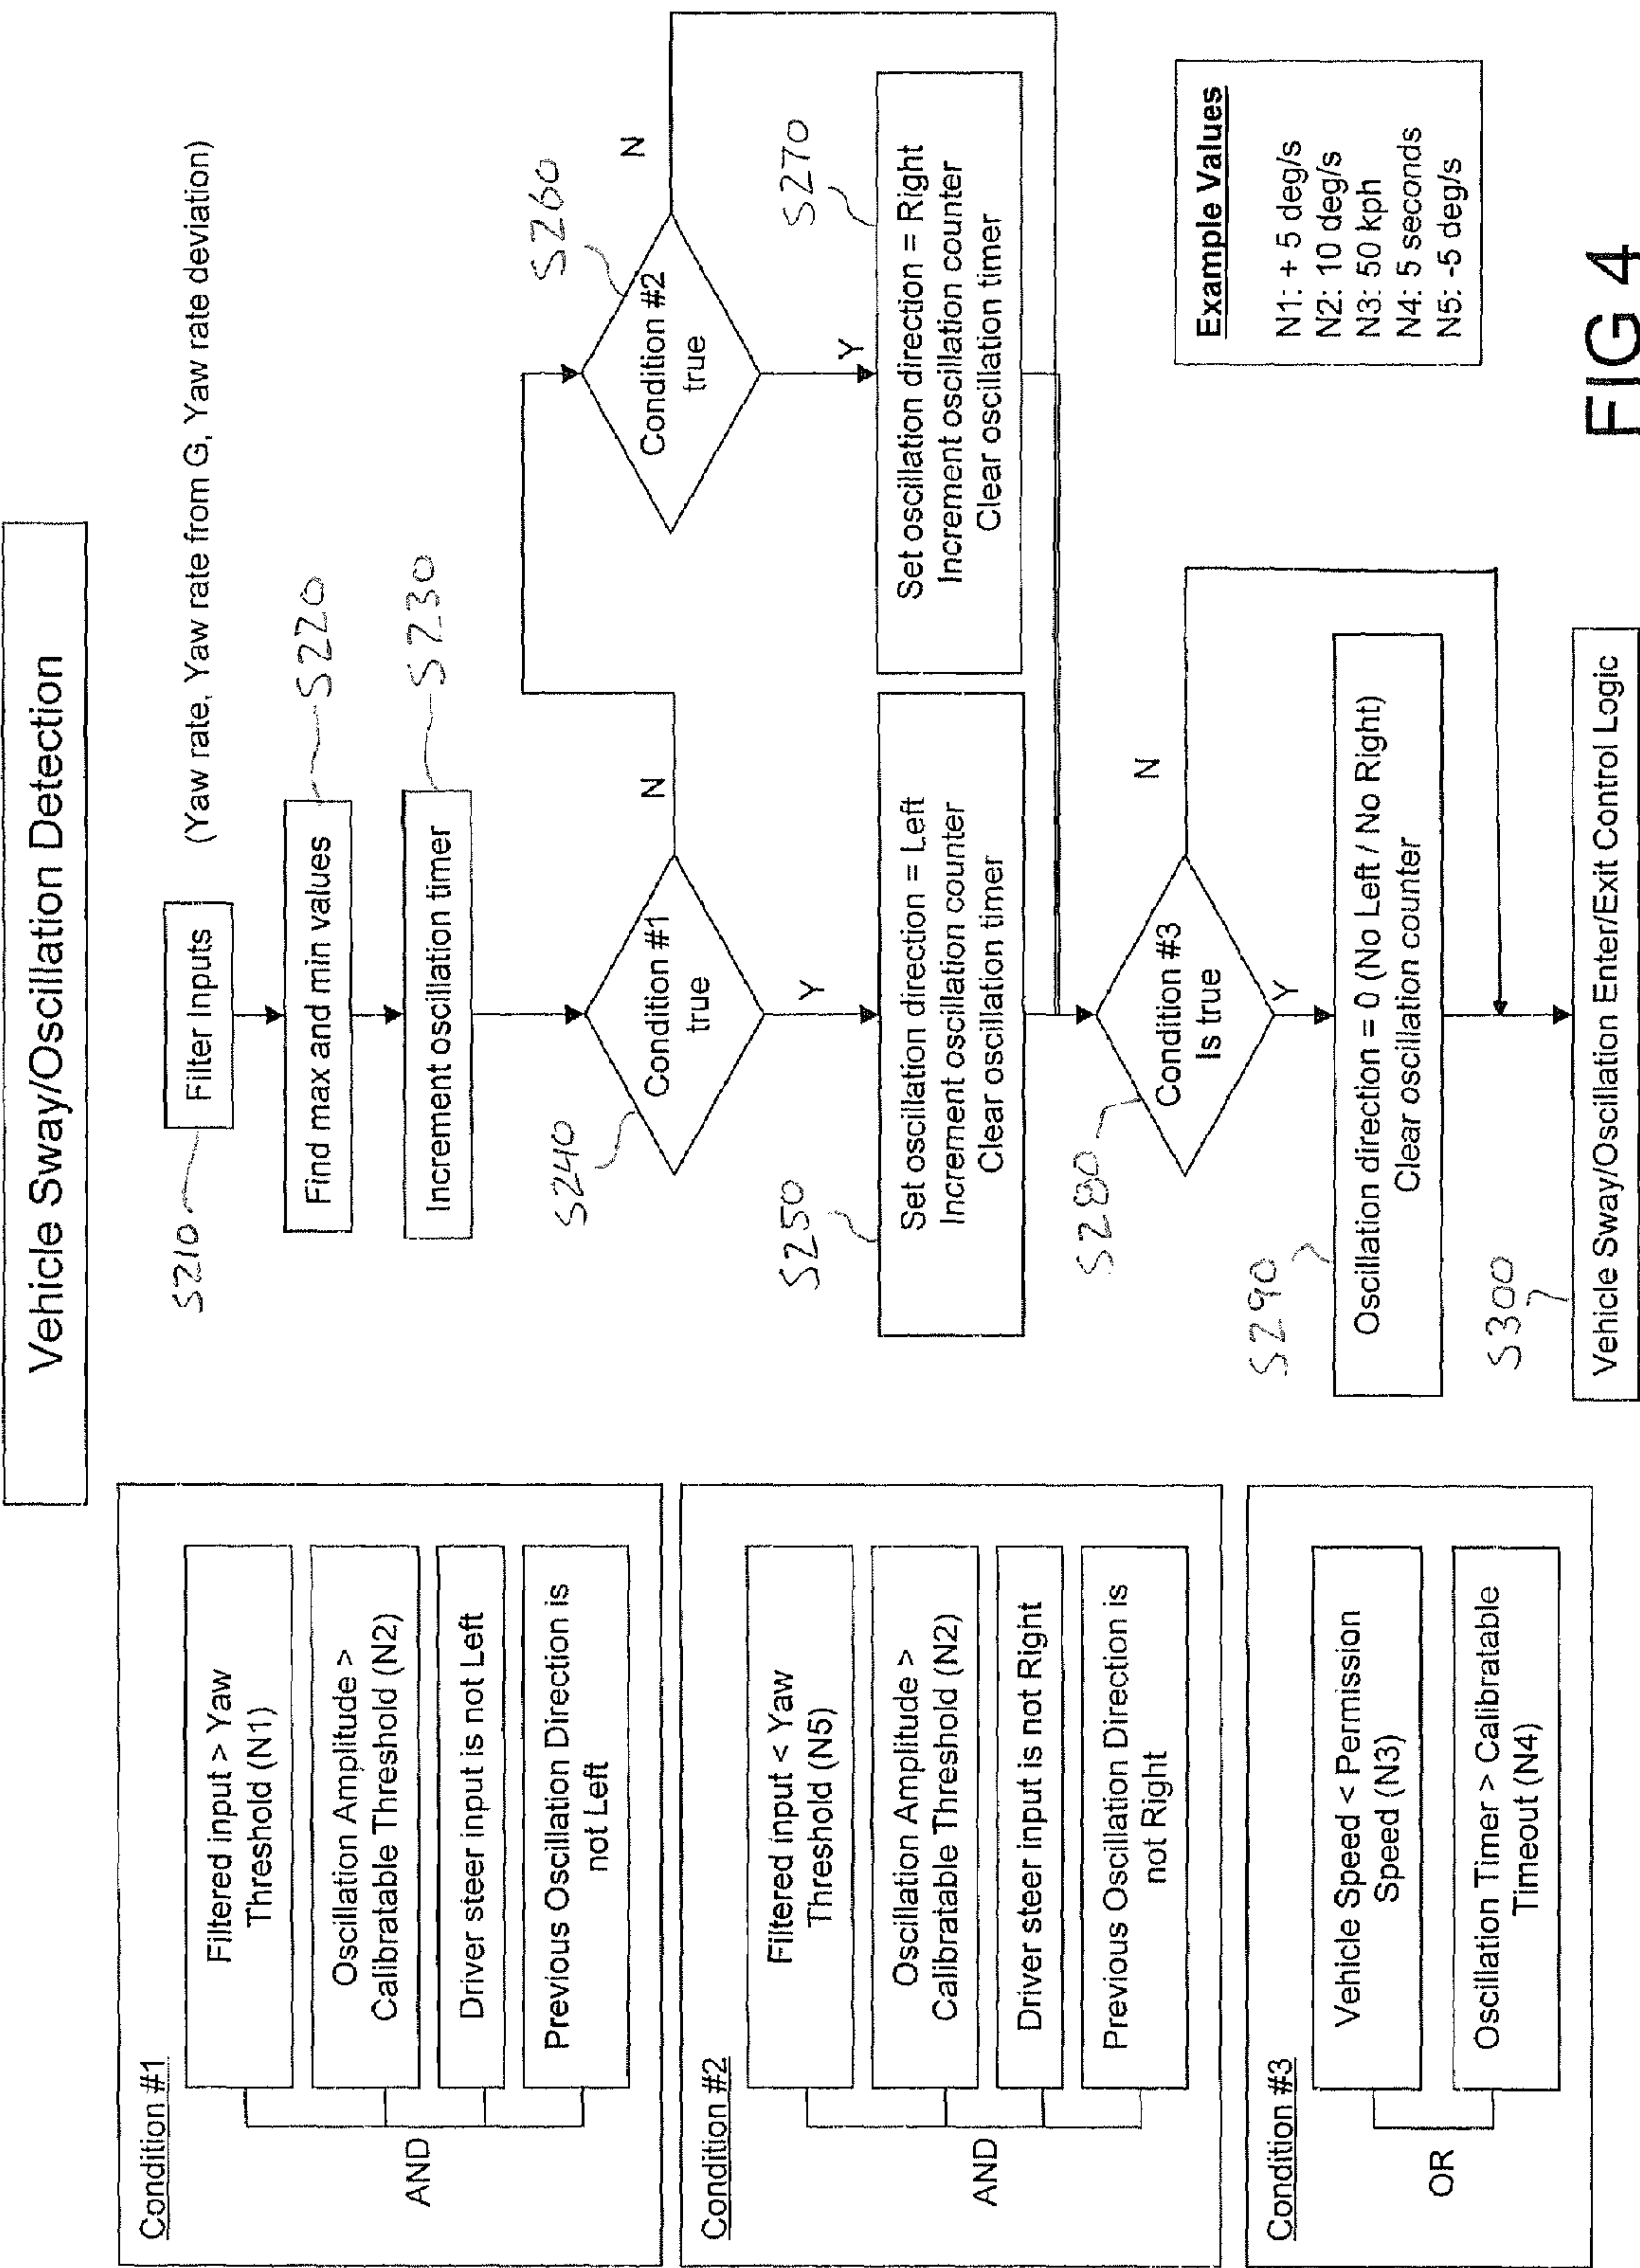 Vehicle Sway/Oscillation Detection
Condition #1
AND
Filtered input > Yaw
Threshold (N1)
Oscillation Amplitude >
Calibratable Threshold (N2)
Driver steer input is not Left
Previous Oscillation Direction is
not Left
Condition #2
AND
Filtered input < Yaw
Threshold (N5)
Oscillation Amplitude >
Calibratable Threshold (N2)
Driver steer input is not Right
Previous Oscillation Direction is
not Right
Condition #3
OR
Vehicle Speed < Permission
Speed (N3)
Oscillation Timer > Calibratable
Timeout (N4)
S210
Filter Inputs
(Yaw rate, Yaw rate from G, Yaw rate deviation)
Find max and min values
S220
Increment oscillation timer
S230
S240
Condition #1
true
N
Y
S260
Condition #2
true
N
Y
S250
Set oscillation direction = Left
Increment oscillation counter
Clear oscillation timer
S270
Set oscillation direction = Right
Increment oscillation counter
Clear oscillation timer
S280
Condition #3
Is true
N
Y
S290
Oscillation direction = 0 (No Left / No Right)
Clear oscillation counter
S300
Vehicle Sway/Oscillation Enter/Exit Control Logic
Example Values
N1: + 5 deg/s
N2: 10 deg/s
N3: 50 kph
N4: 5 seconds
N5: -5 deg/s
FIG 4